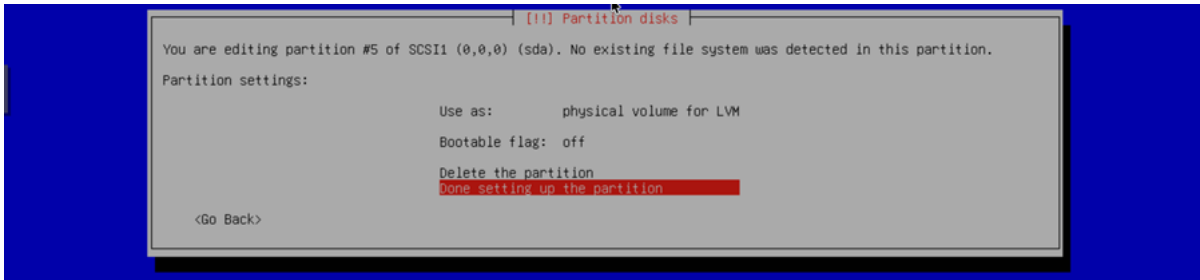 [!!] Partition disks
You are editing partition #5 of SCSI1 (0,0,0) (sda). No existing file system was detected in this partition.
Partition settings:
Use as: physical volume for LVM
Bootable flag: off
Delete the partition
Done setting up the partition
<Go Back>